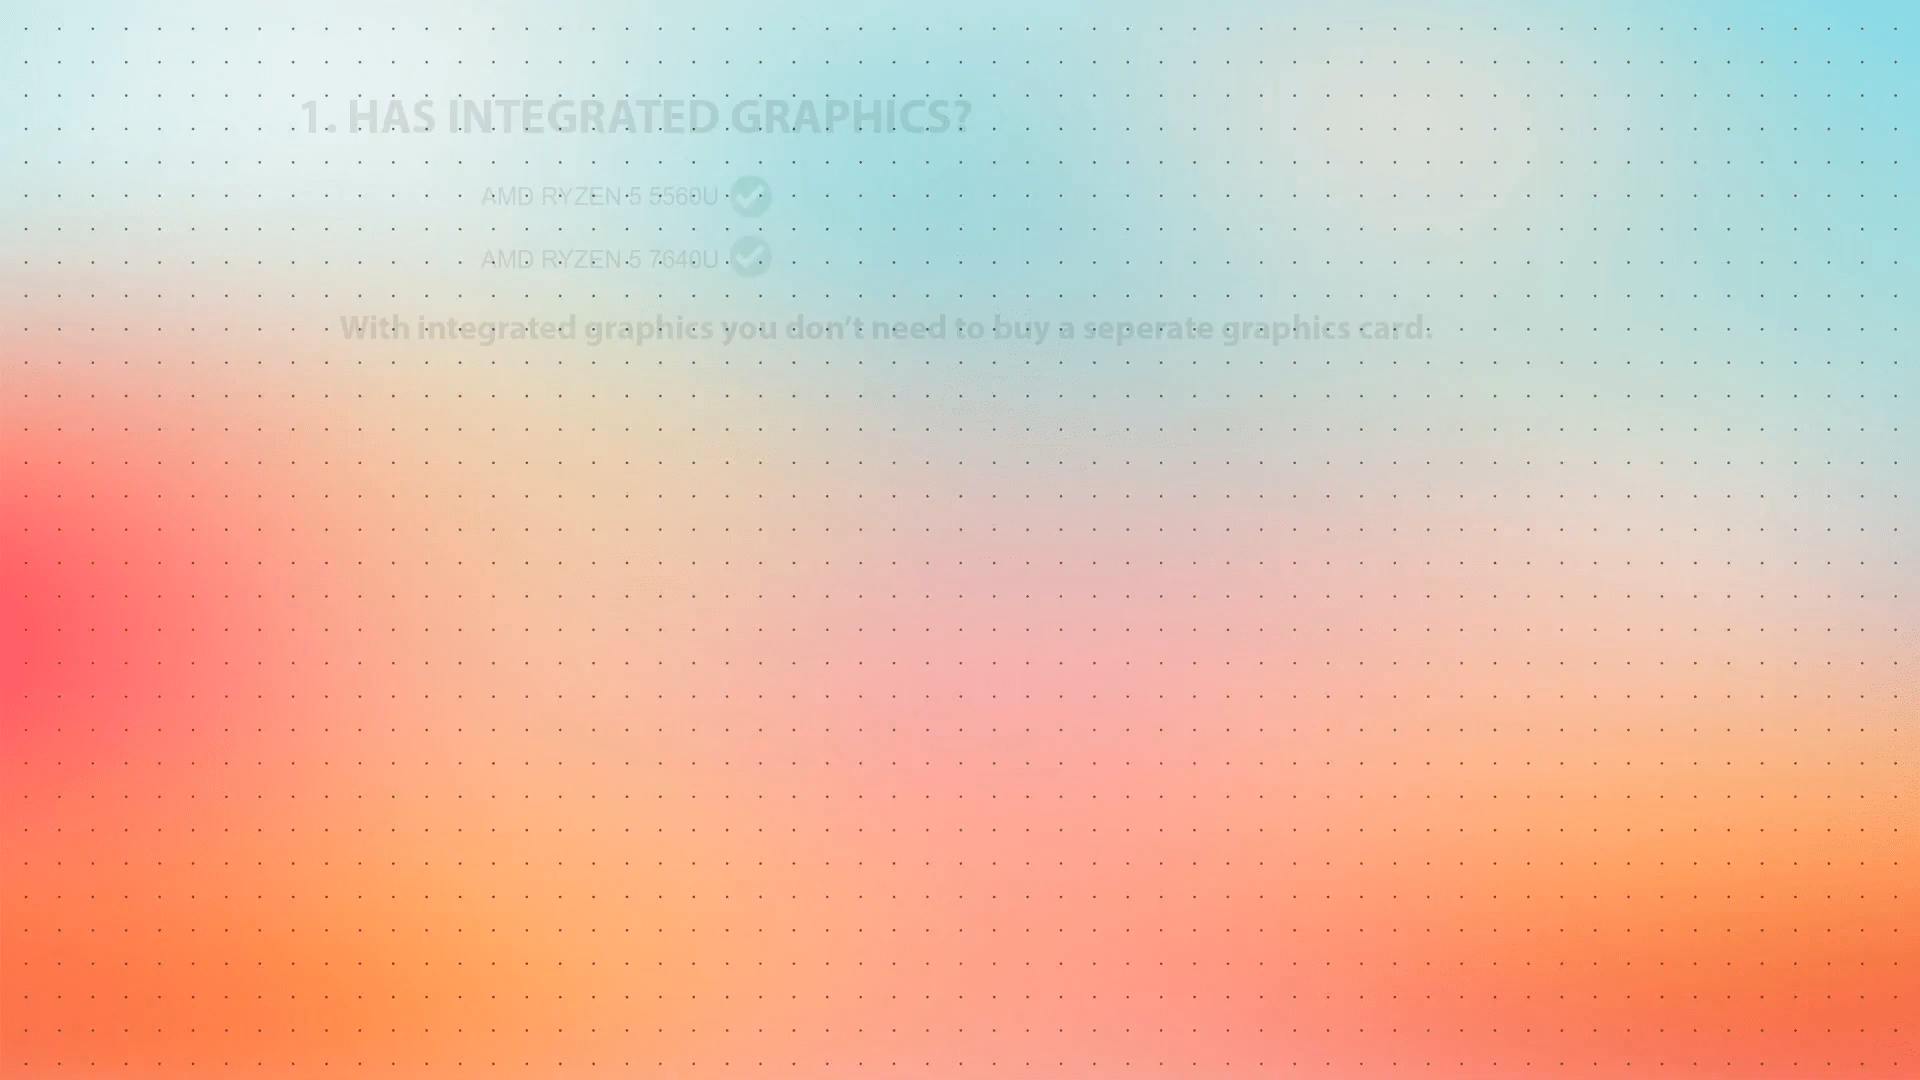 1. HAS INTEGRATED GRAPHICS?
AMD RYZEN 5 5560U
AMD RYZEN 5 7640U
With integrated graphics you don’t need to buy a seperate graphics card.